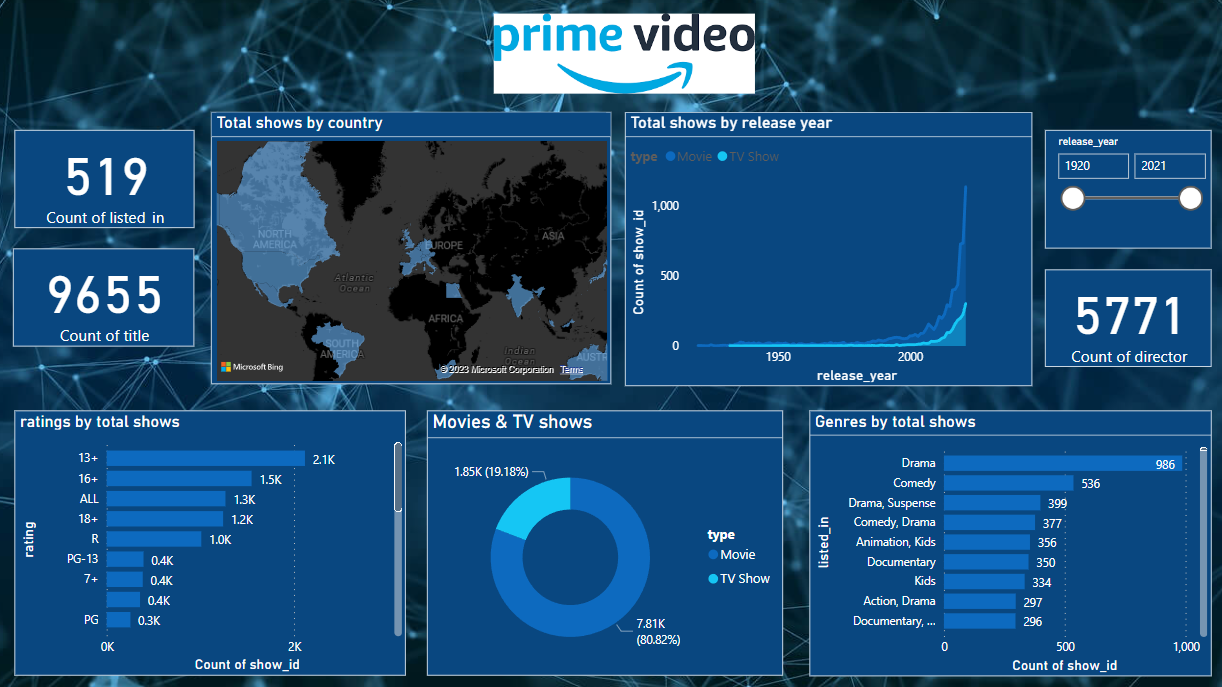 prime video
519
Count of listed in
9655
Count of title
Total shows by country
NORTH
AMERICA
EUROPE
ASIA
Atlantic
Ocean
AFRICA
SOUTH
AMERICA
Indian
Ocean
AUSTR
Microsoft Bing
© 2023 Microsoft Corporation Terms
Total shows by release year
type Movie TV Show
Count of show_id
1,000
500
0
1950 2000
release_year
release_year
1920 2021
5771
Count of director
ratings by total shows
rating
13+ 2.1K
16+ 1.5K
ALL 1.3K
18+ 1.2K
R 1.0K
PG-13 0.4K
7+ 0.4K
0.4K
PG 0.3K
0K 2K
Count of show_id
Movies & TV shows
1.85K (19.18%)
7.81K
(80.82%)
type
Movie
TV Show
Genres by total shows
listed_in
Drama 986
Comedy 536
Drama, Suspense 399
Comedy, Drama 377
Animation, Kids 356
Documentary 350
Kids 334
Action, Drama 297
Documentary, ... 296
0 500 1,000
Count of show_id